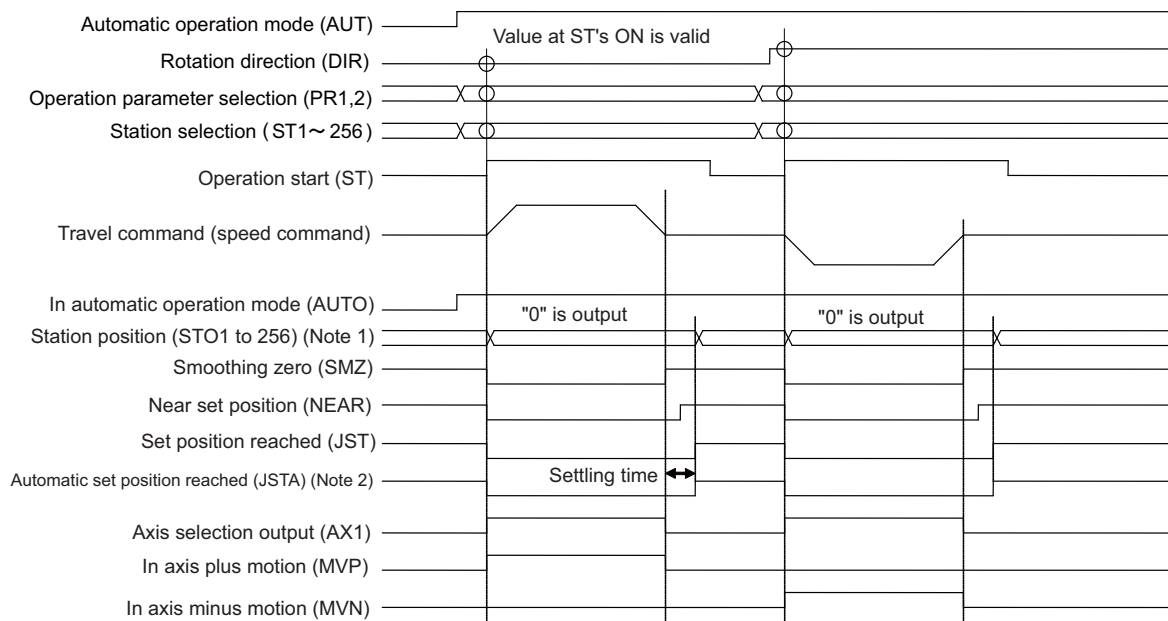 Automatic operation mode (AUT)
Value at ST's ON is valid
Rotation direction (DIR)
Operation parameter selection (PR1,2)
Station selection (ST1～256)
Operation start (ST)
Travel command (speed command)
In automatic operation mode (AUTO)
"0" is output
"0" is output
Station position (STO1 to 256) (Note 1)
Smoothing zero (SMZ)
Near set position (NEAR)
Set position reached (JST)
Settling time
Automatic set position reached (JSTA) (Note 2)
Axis selection output (AX1)
In axis plus motion (MVP)
In axis minus motion (MVN)